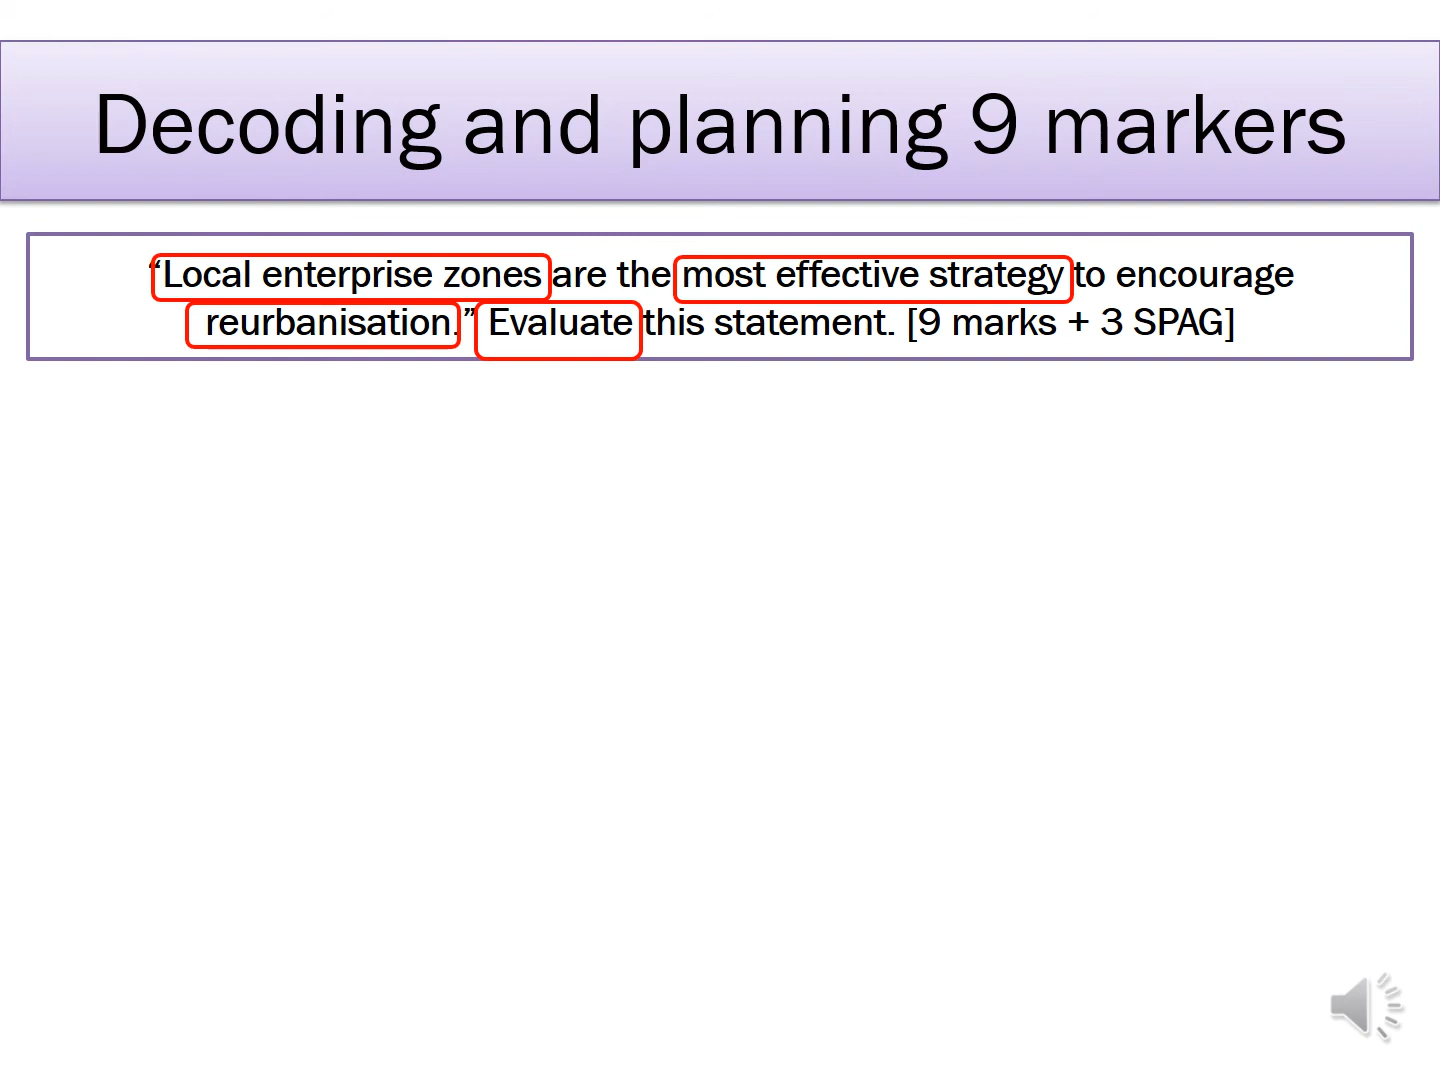 Decoding and planning 9 markers
“Local enterprise zones are the most effective strategy to encourage
reurbanisation.” Evaluate this statement. [9 marks + 3 SPAG]